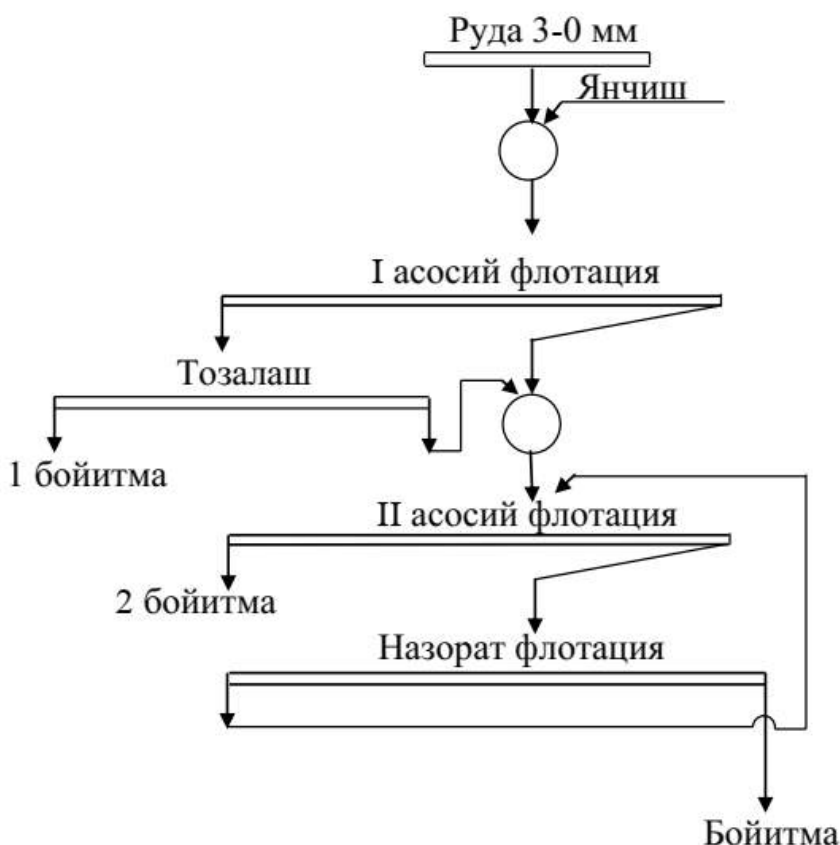 Руда 3-0 мм
Янчиш
I асосий флотация
Тозалаш
1 бойитма
II асосий флотация
2 бойитма
Назорат флотация
Бойитма